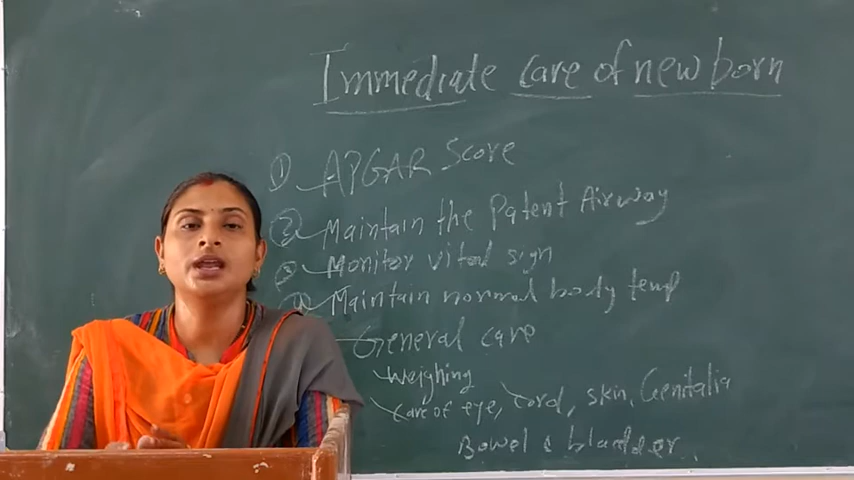 Immediate care of new born
① APGAR Score
② Maintain the Patent Airway
③ Monitor vital sign
④ Maintain normal body temp
General care
Weighing
Care of eye, cord, skin, Genitalia
Bowel & bladder.